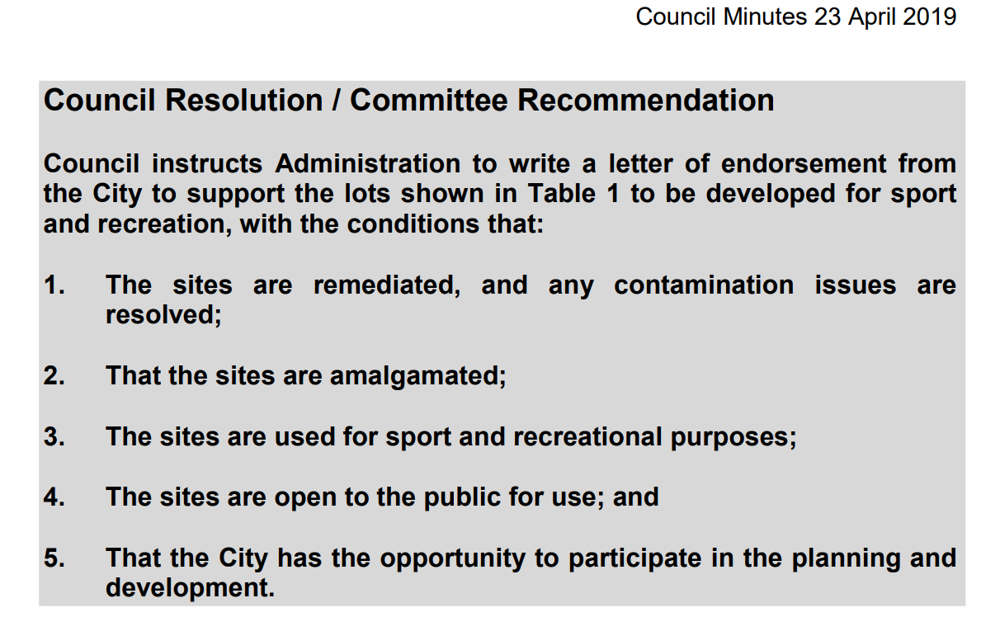 Council Minutes 23 April 2019
Council Resolution / Committee Recommendation
Council instructs Administration to write a letter of endorsement from
the City to support the lots shown in Table 1 to be developed for sport
and recreation, with the conditions that:
1. The sites are remediated, and any contamination issues are
resolved;
2. That the sites are amalgamated;
3. The sites are used for sport and recreational purposes;
4. The sites are open to the public for use; and
5. That the City has the opportunity to participate in the planning and
development.